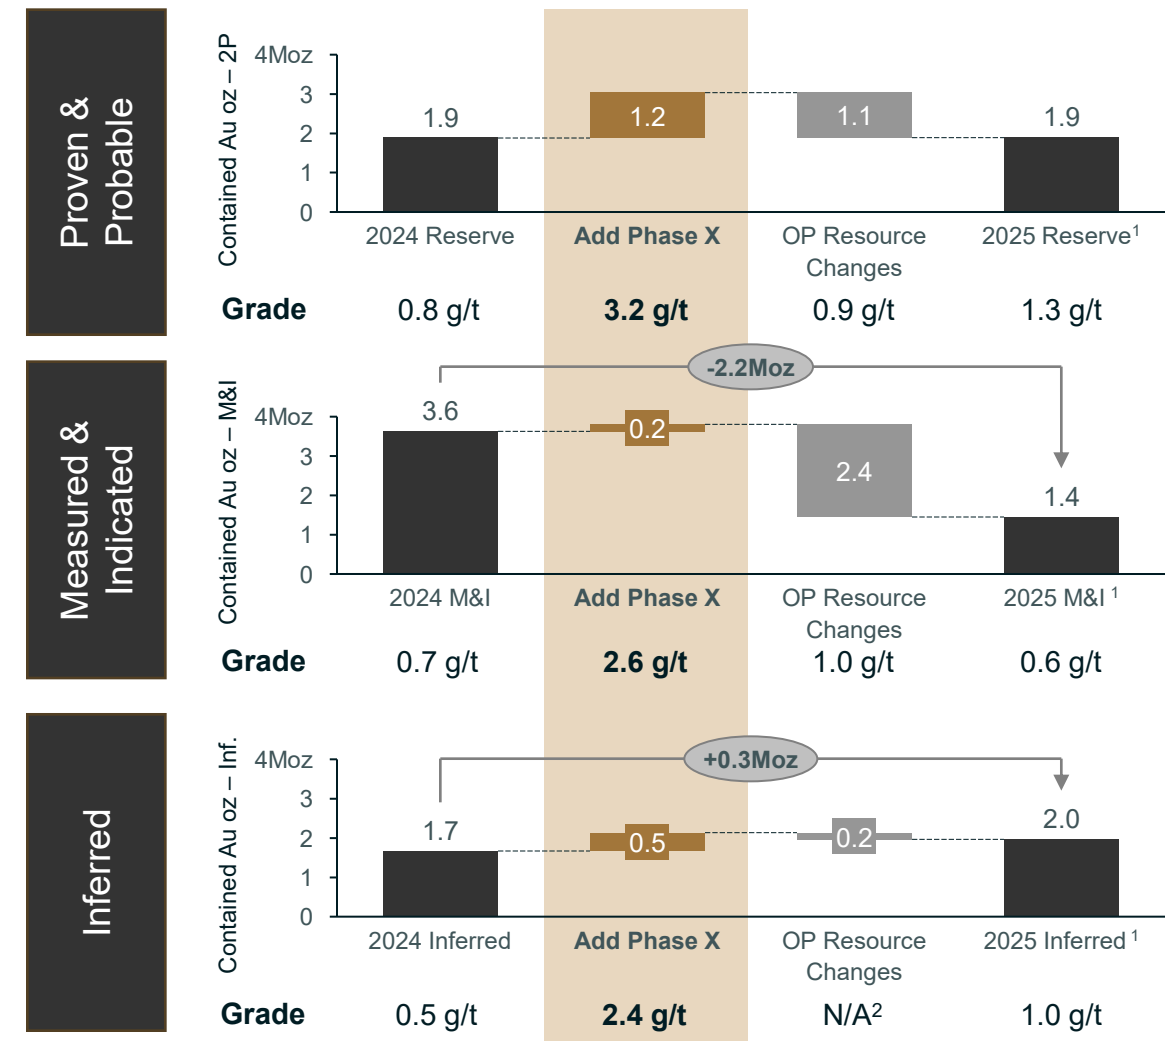 Proven &
Probable
Contained Au oz – 2P
4Moz
3
2
1
0
1.9
1.2
1.1
1.9
2024 Reserve
Add Phase X
OP Resource
Changes
2025 Reserve¹
Grade
0.8 g/t
3.2 g/t
0.9 g/t
1.3 g/t
Measured &
Indicated
Contained Au oz – M&I
-2.2Moz
4Moz
3
2
1
0
3.6
0.2
2.4
1.4
2024 M&I
Add Phase X
OP Resource
Changes
2025 M&I ¹
Grade
0.7 g/t
2.6 g/t
1.0 g/t
0.6 g/t
Inferred
Contained Au oz – Inf.
+0.3Moz
4Moz
3
2
1
0
1.7
0.5
0.2
2.0
2024 Inferred
Add Phase X
OP Resource
Changes
2025 Inferred ¹
Grade
0.5 g/t
2.4 g/t
N/A²
1.0 g/t